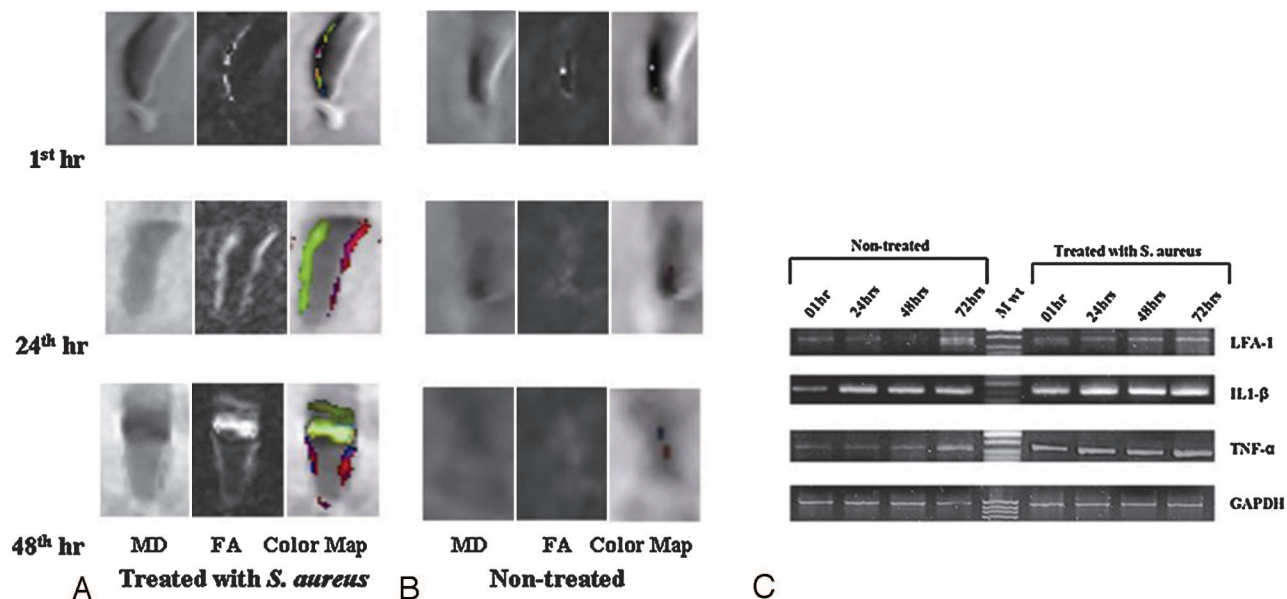 1st hr
24th hr
48th hr
MD FA Color Map
Treated with S. aureus
A
MD FA Color Map
Non-treated
B
Non-treated
Treated with S. aureus
01hr 24hrs 48hrs 72hrs M wt 01hr 24hrs 48hrs 72hrs
LFA-1
IL1-β
TNF-α
GAPDH
C